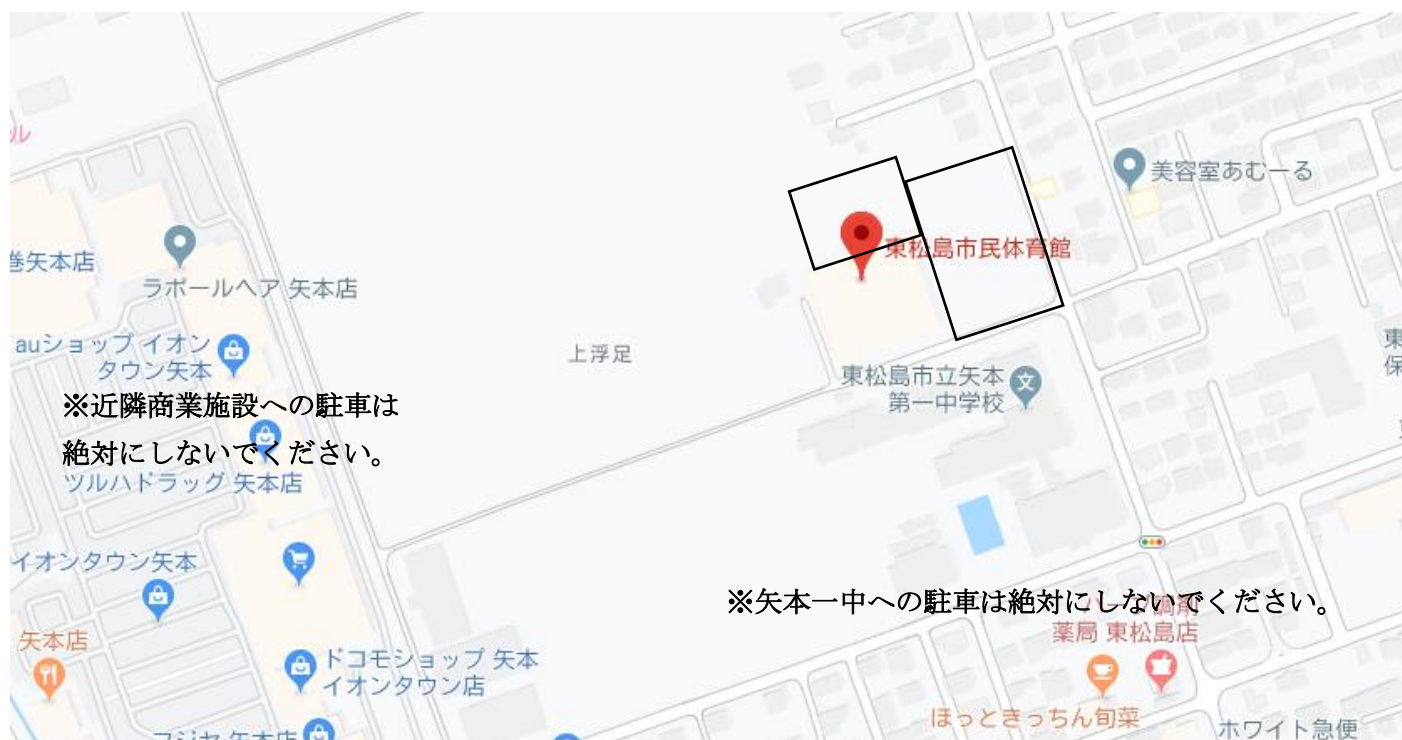 ル
美容室あむーる
東松島市民体育館
巻矢本店
ラポールヘア 矢本店
auショップ イオン
タウン矢本
上浮足
東松島市立矢本
第一中学校
東
保
※近隣商業施設への駐車は
絶対にしないでください。
ツルハドラッグ 矢本店
イオンタウン矢本
※矢本一中への駐車は絶対にしないでください。
薬局 東松島店
矢本店
ドコモショップ 矢本
イオンタウン店
ほっときっちん旬菜
ホワイト急便